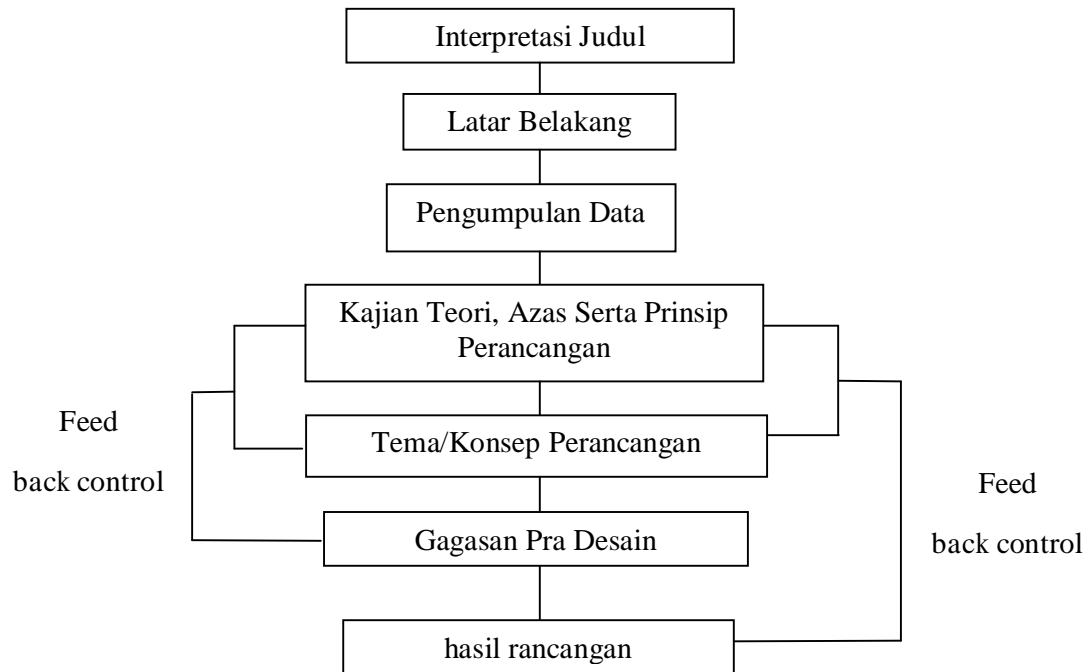 Interpretasi Judul
Latar Belakang
Pengumpulan Data
Kajian Teori, Azas Serta Prinsip
Perancangan
Feed
back control
Tema/Konsep Perancangan
Gagasan Pra Desain
Feed
back control
hasil rancangan